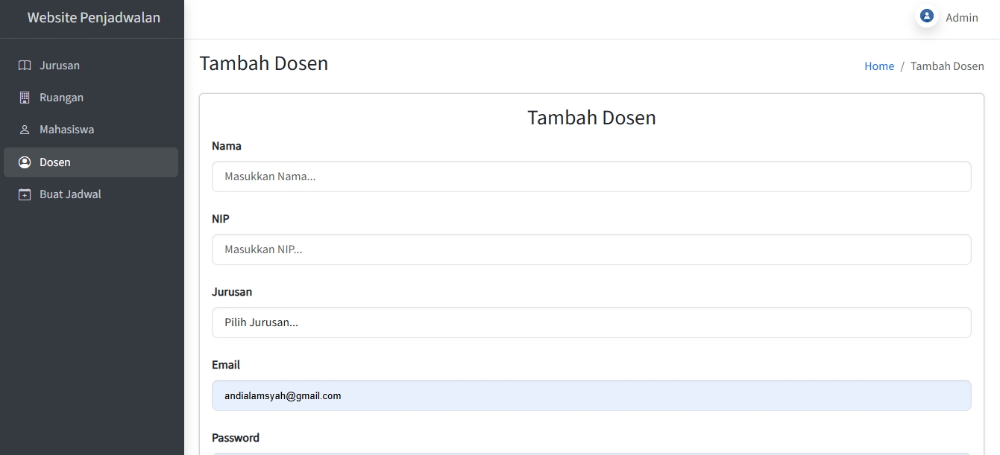 Website Penjadwalan
Admin
Jurusan
Ruangan
Mahasiswa
Dosen
Buat Jadwal
Tambah Dosen
Home / Tambah Dosen
Tambah Dosen
Nama
Masukkan Nama...
NIP
Masukkan NIP...
Jurusan
Pilih Jurusan...
Email
andialamsyah@gmail.com
Password